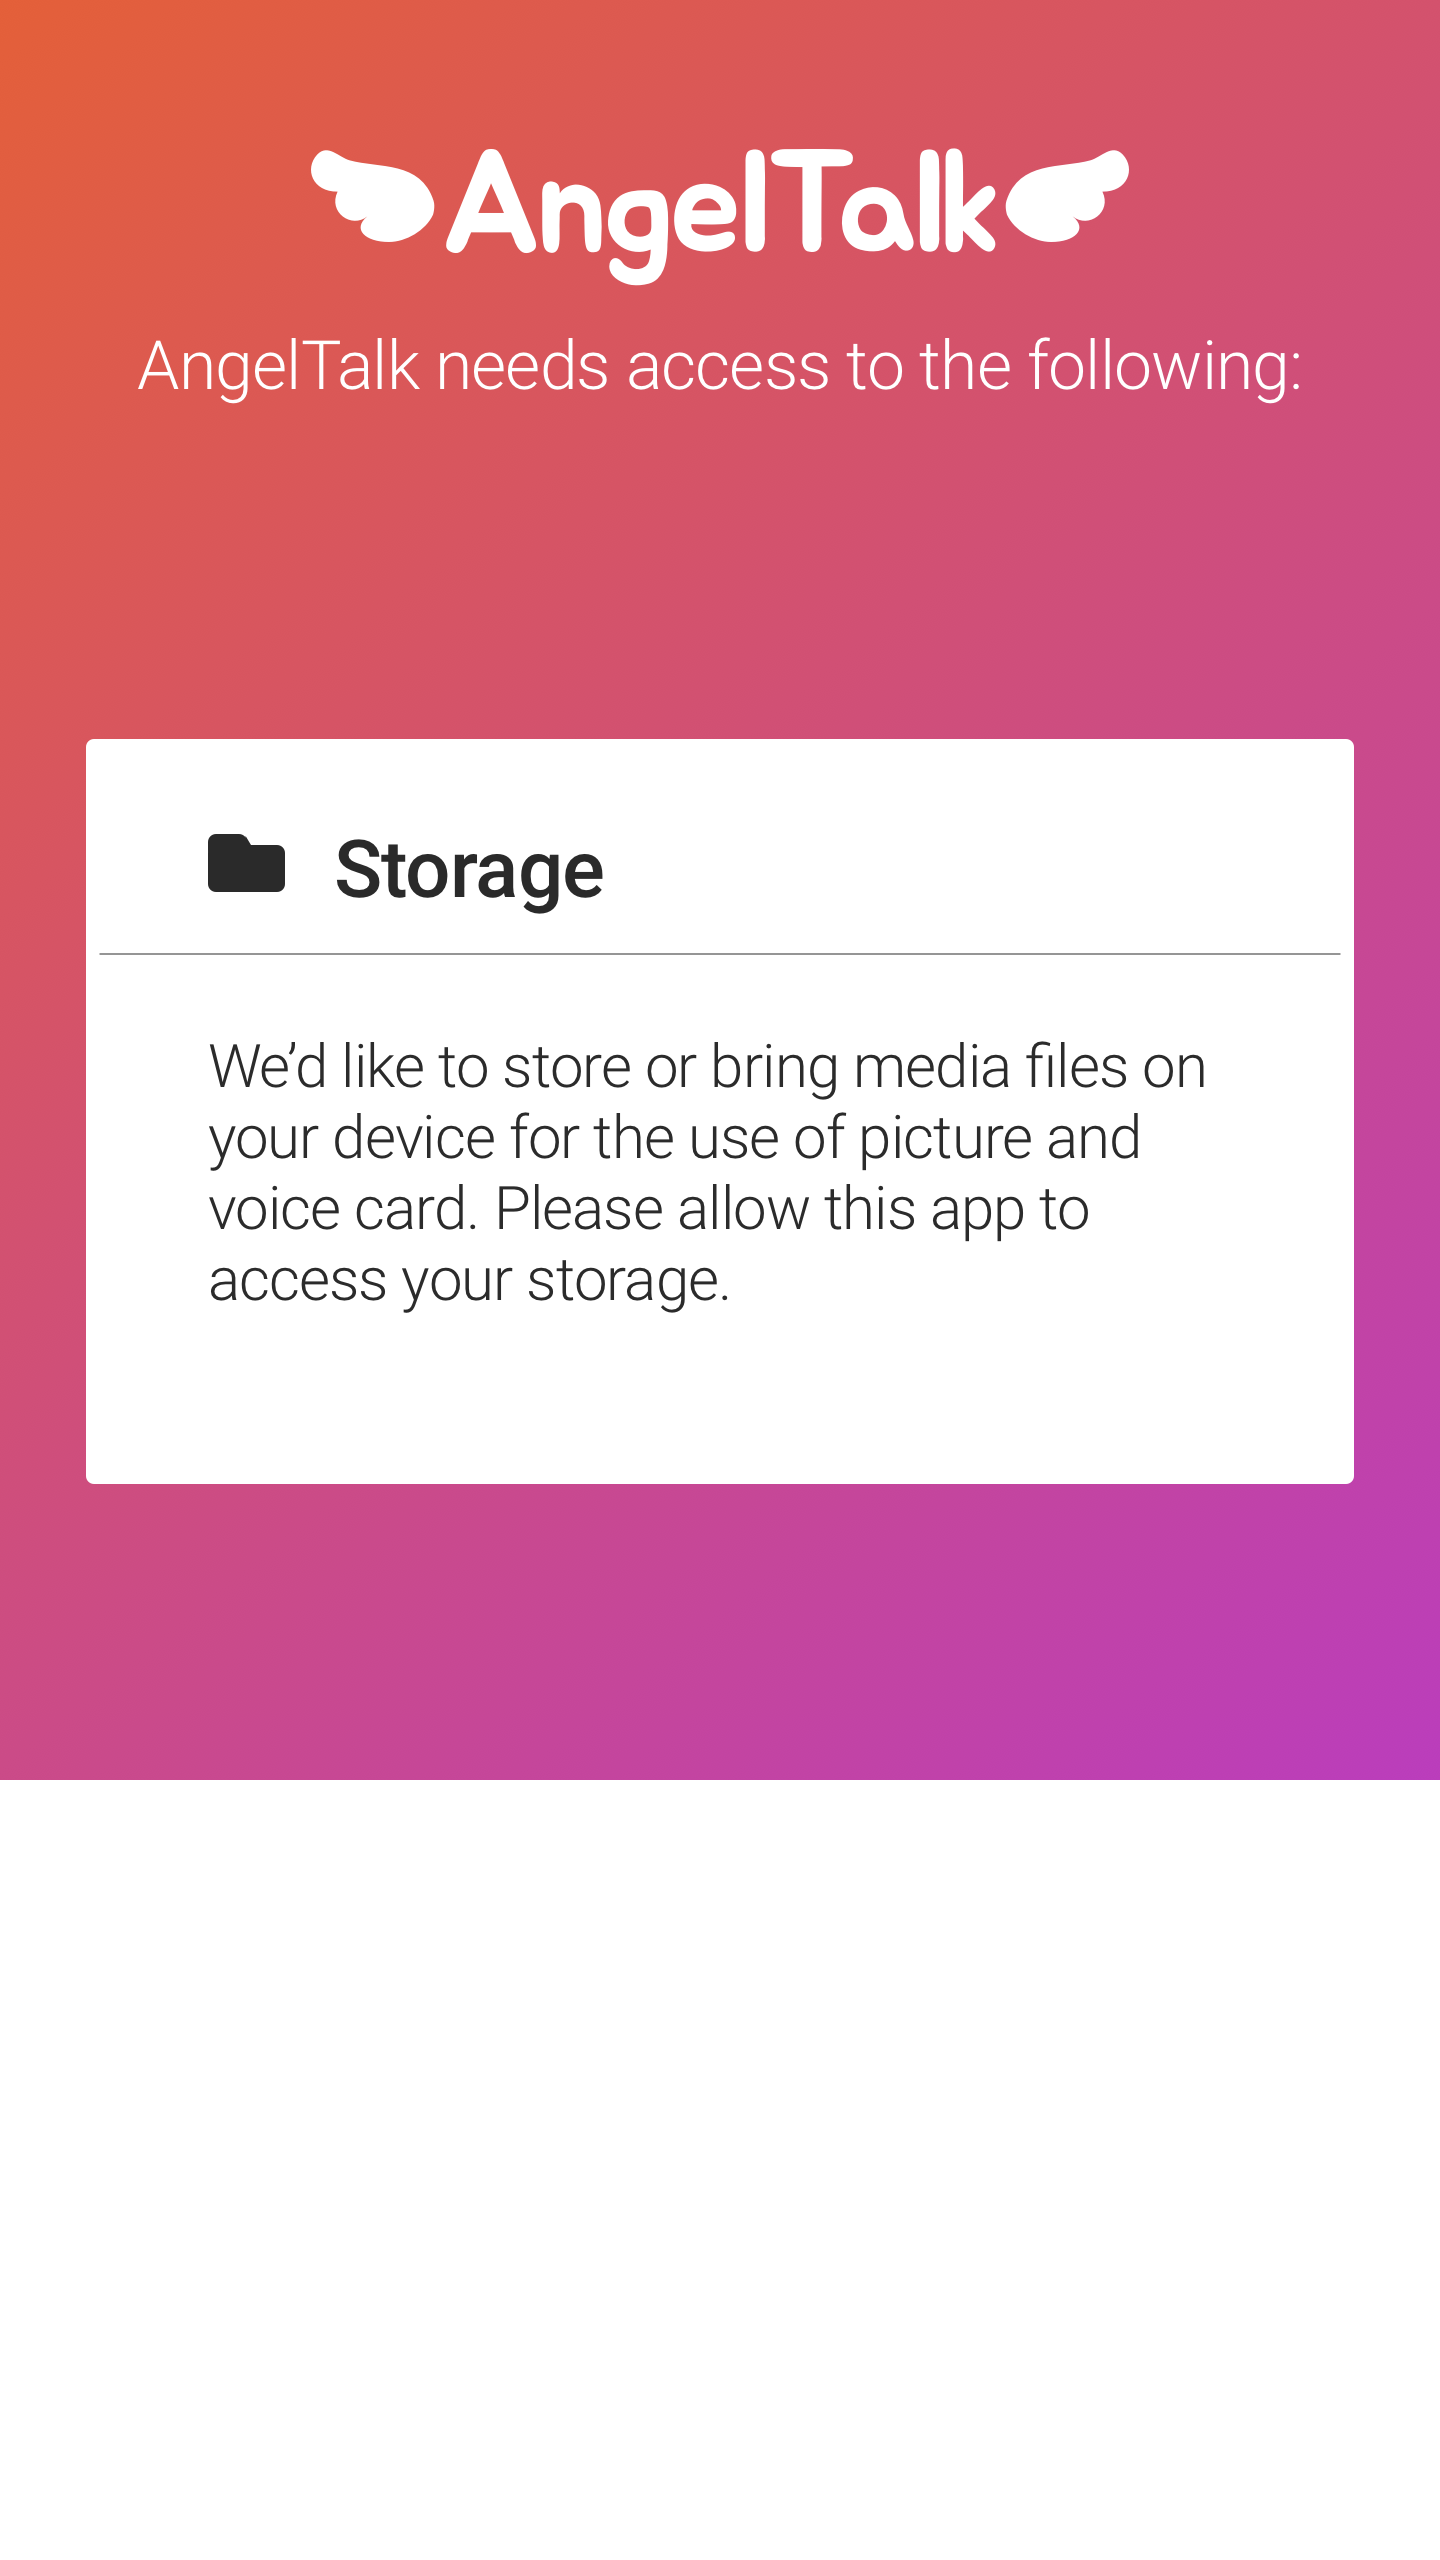 AngelTalk
AngelTalk needs access to the following:
Storage
We’d like to store or bring media files on
your device for the use of picture and
voice card. Please allow this app to
access your storage.